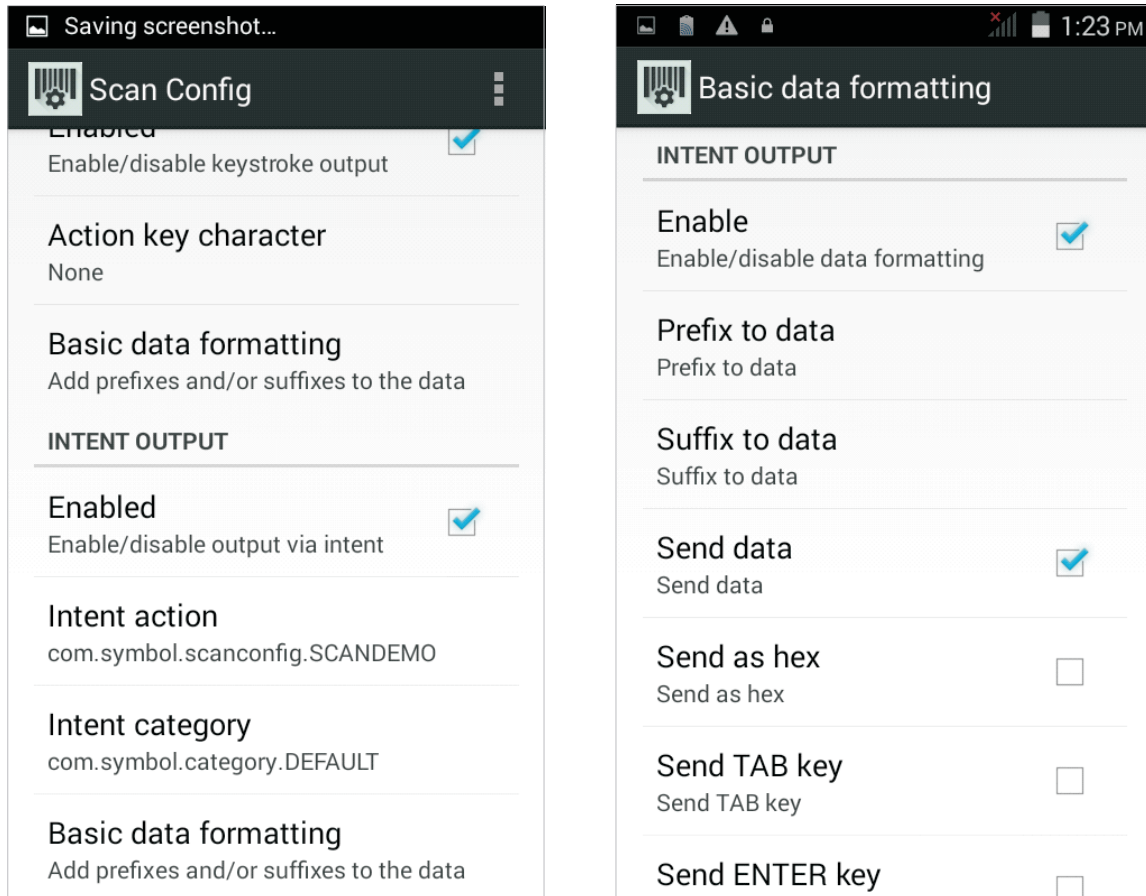 Saving screenshot...
Scan Config
Enabled
Enable/disable keystroke output
Action key character
None
Basic data formatting
Add prefixes and/or suffixes to the data
INTENT OUTPUT
Enabled
Enable/disable output via intent
Intent action
com.symbol.scanconfig.SCANDEMO
Intent category
com.symbol.category.DEFAULT
Basic data formatting
Add prefixes and/or suffixes to the data
1:23 PM
Basic data formatting
INTENT OUTPUT
Enable
Enable/disable data formatting
Prefix to data
Prefix to data
Suffix to data
Suffix to data
Send data
Send data
Send as hex
Send as hex
Send TAB key
Send TAB key
Send ENTER key